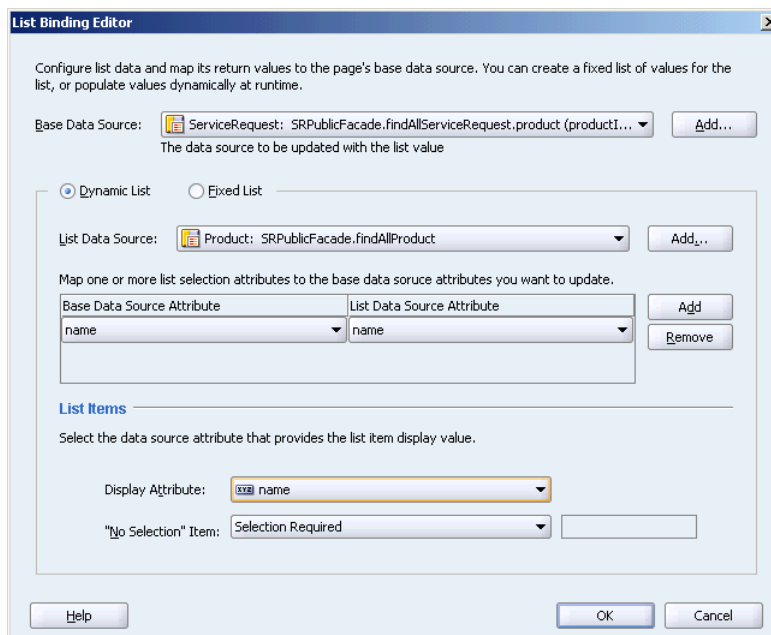 List Binding Editor
Configure list data and map its return values to the page's base data source. You can create a fixed list of values for the
list, or populate values dynamically at runtime.
Base Data Source: ServiceRequest: SRPublicFacade.findAllServiceRequest.product (productI... Add...
The data source to be updated with the list value
Dynamic List Fixed List
List Data Source: Product: SRPublicFacade.findAllProduct Add...
Map one or more list selection attributes to the base data soruce attributes you want to update.
Base Data Source Attribute List Data Source Attribute Add
name name
Remove
List Items
Select the data source attribute that provides the list item display value.
Display Attribute: XYZ name
"No Selection" Item: Selection Required
Help OK Cancel